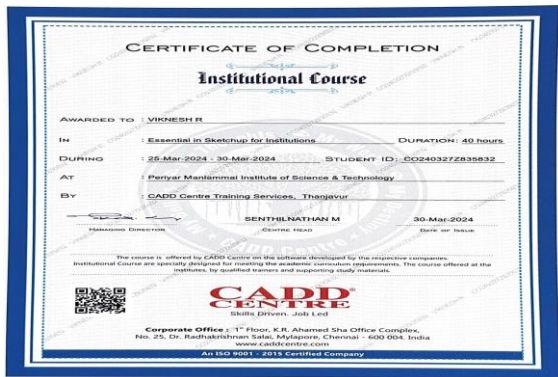 CERTIFICATE OF COMPLETION
Institutional Course
AWARDED TO : VIKNESH R
IN : Essential in Sketchup for Institutions DURATION: 40 hours
DURING : 25-Mar-2024 - 30-Mar-2024 STUDENT ID: CO240327Z835832
AT : Periyar Maniammai Institute of Science & Technology
BY : CADD Centre Training Services, Thanjavur
SENTHILNATHAN M 30-Mar-2024
MANAGING DIRECTOR CENTRE HEAD DATE OF ISSUE
The course is offered by CADD Centre on the software developed by the respective companies.
Institutional Course are specially designed for meeting the academic curriculum requirements. The course offered at the
institutes, by qualified trainers and supporting study materials.
CADD
CENTRE
Skills Driven. Job Led
Corporate Office : 1st Floor, K.R. Ahamed Sha Office Complex,
No. 25, Dr. Radhakrishnan Salai, Mylapore, Chennai - 600 004. India
www.caddcentre.com
An ISO 9001 - 2015 Certified Company